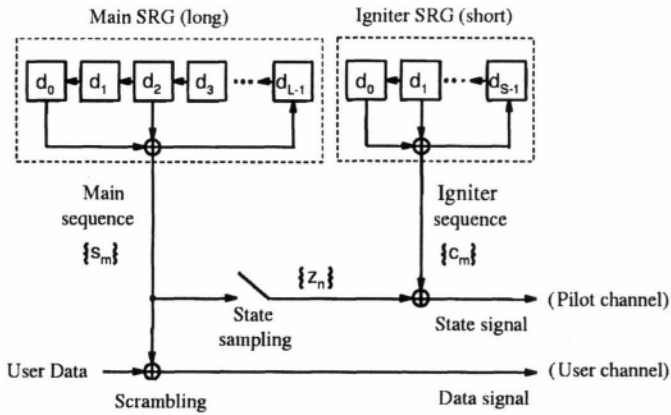 Main SRG (long)
Igniter SRG (short)
d0 d1 d2 d3 ··· dL-1
d0 d1 ··· dS-1
Main
sequence
{sm}
Igniter
sequence
{cm}
{zn}
State
sampling
State signal
(Pilot channel)
User Data
Scrambling
Data signal
(User channel)